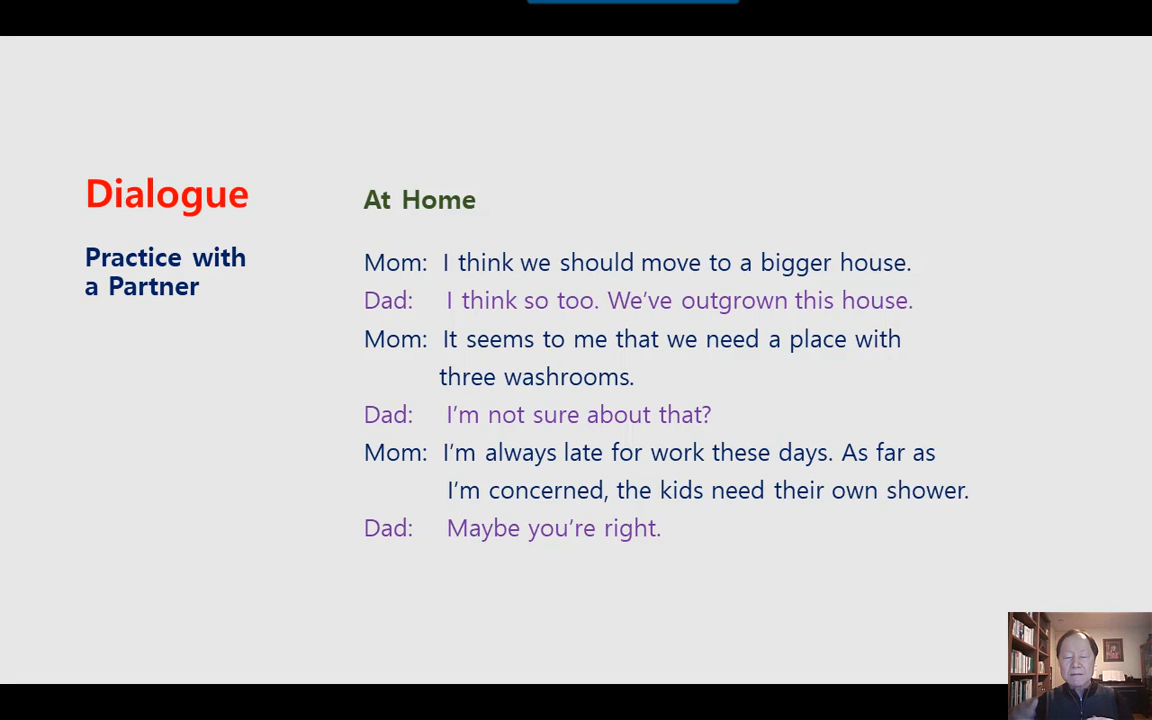 Dialogue
Practice with
a Partner
At Home
Mom: I think we should move to a bigger house.
Dad: I think so too. We've outgrown this house.
Mom: It seems to me that we need a place with
three washrooms.
Dad: I'm not sure about that?
Mom: I'm always late for work these days. As far as
I'm concerned, the kids need their own shower.
Dad: Maybe you're right.